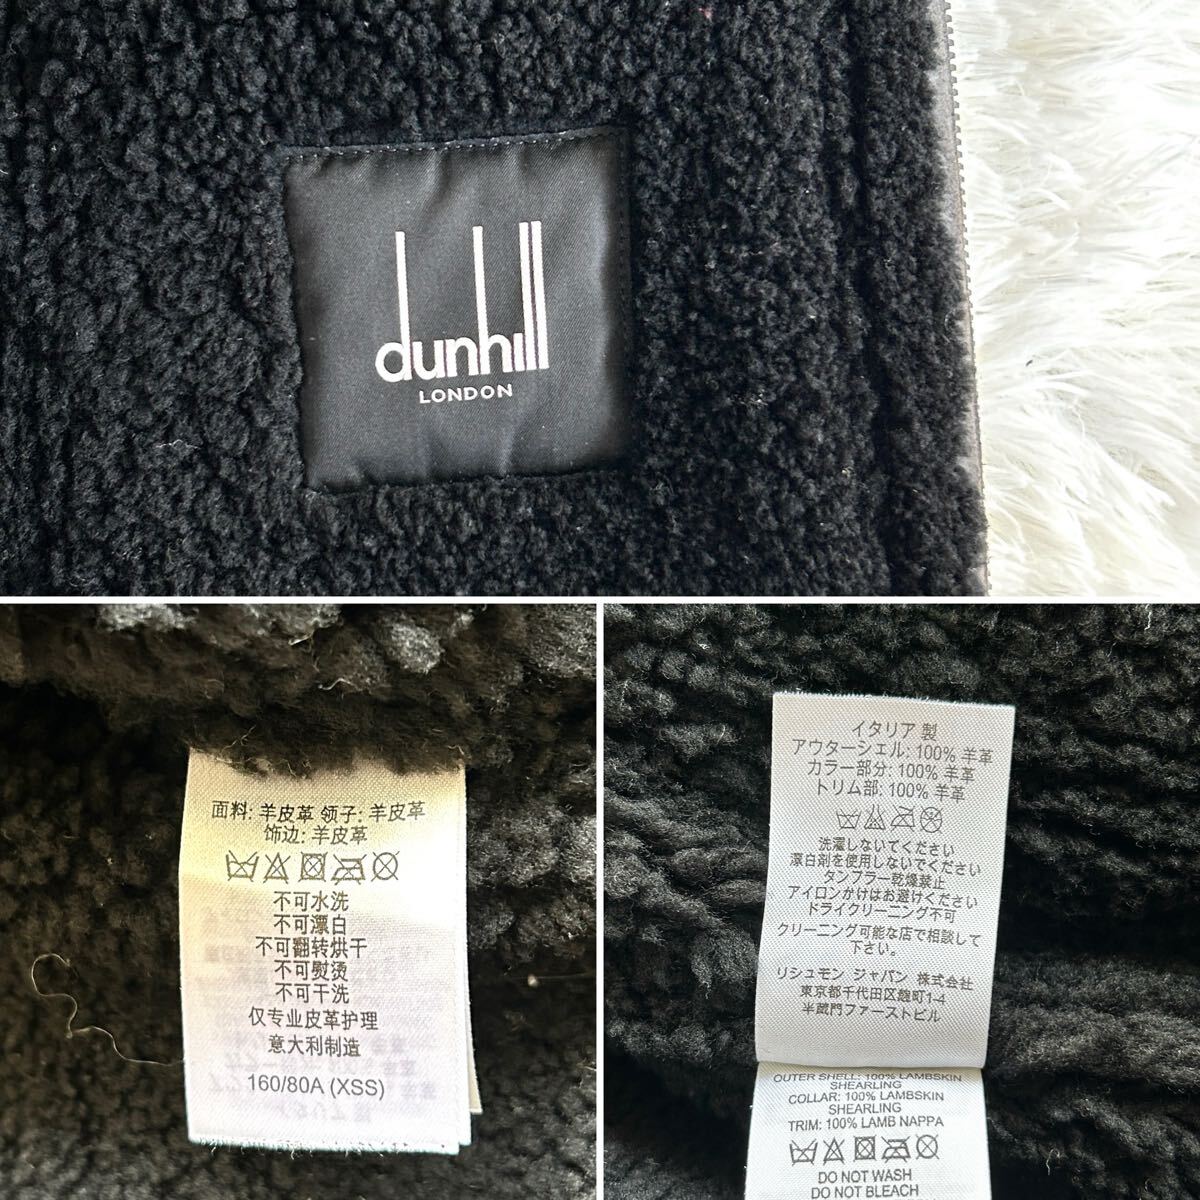 dunhill
LONDON
面料: 羊皮革 领子: 羊皮革
饰边: 羊皮革
不可水洗
不可漂白
不可翻转烘干
不可熨烫
不可干洗
仅专业皮革护理
意大利制造
160/80A (XSS)
イタリア 製
アウターシェル: 100% 羊革
カラー部分: 100% 羊革
トリム部: 100% 羊革
洗濯しないてください
漂白剤を使用しないでください
タンフラー乾燥禁止
アイロンかけはお避けください
ドライクリーニング不可
クリーニング可能な店で相談して
下さい。
リシュモン ジャパン 株式会社
東京都千代田区麹町1-4
半蔵門ファーストビル
OUTER SHELL: 100% LAMBSKIN
SHEARLING
COLLAR: 100% LAMBSKIN
SHEARLING
TRIM: 100% LAMB NAPPA
DO NOT WASH
DO NOT BLEACH